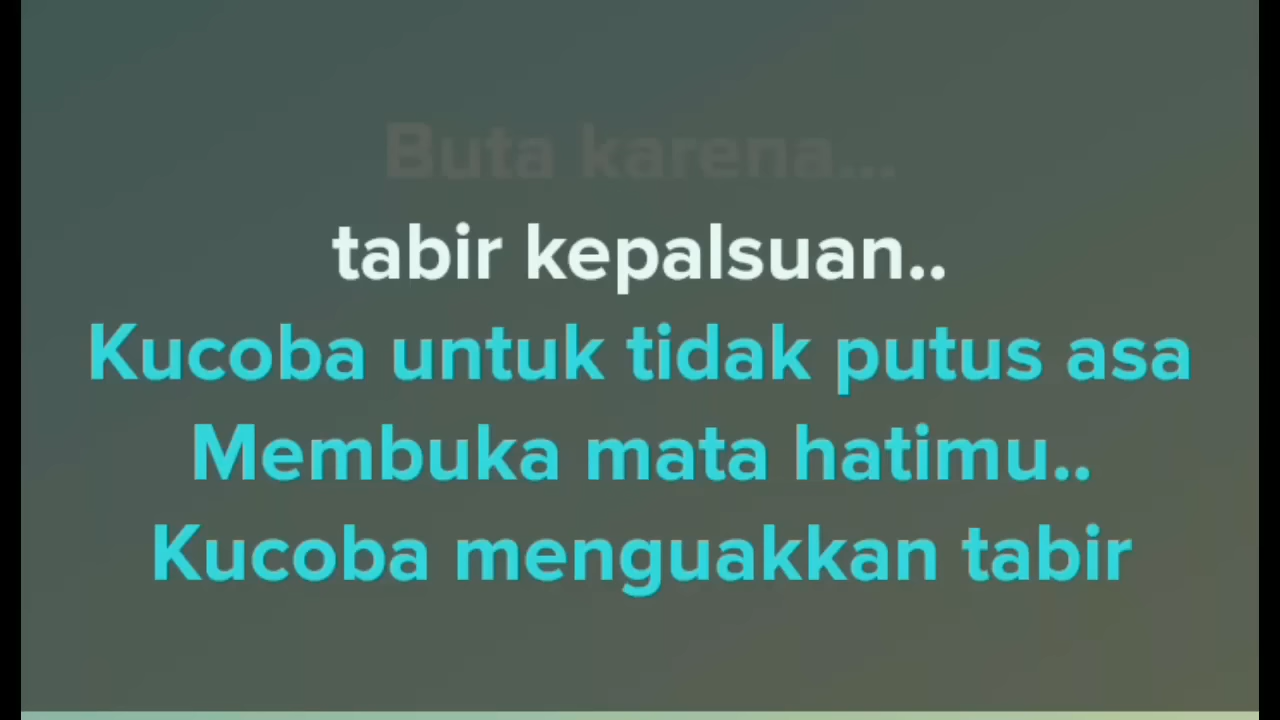 Buta karena...
tabir kepalsuan..
Kucoba untuk tidak putus asa
Membuka mata hatimu..
Kucoba menguakkan tabir